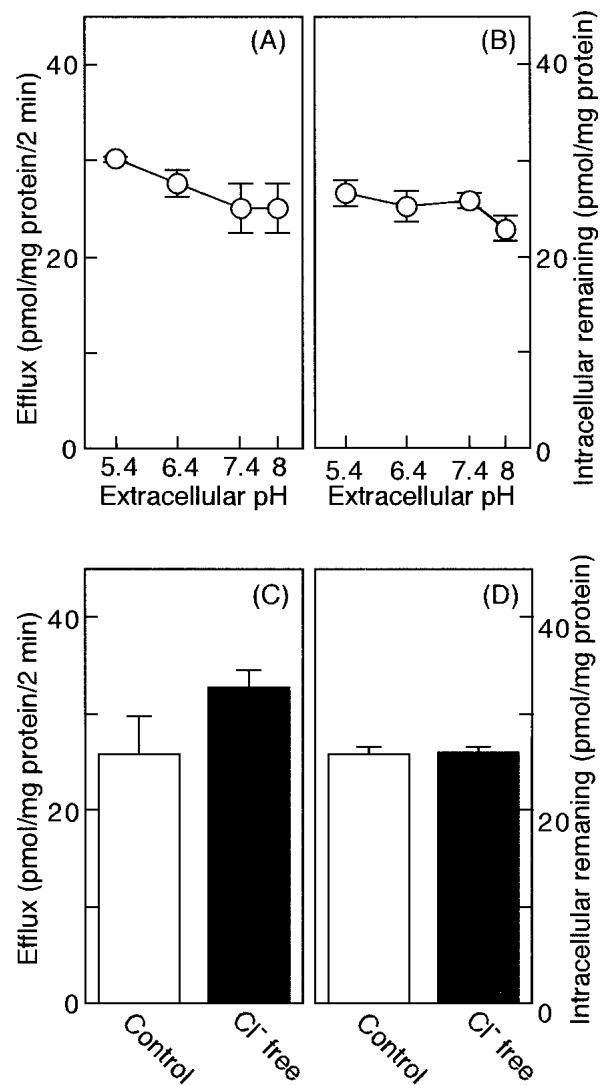 (A)
(B)
Efflux (pmol/mg protein/2 min)
40
20
0
5.4 6.4 7.4 8
Extracellular pH
5.4 6.4 7.4 8
Extracellular pH
40
20
0
Intracellular remaining (pmol/mg protein)
(C)
(D)
Efflux (pmol/mg protein/2 min)
40
20
0
Control
Cl⁻ free
Control
Cl⁻ free
40
20
0
Intracellular remaning (pmol/mg protein)